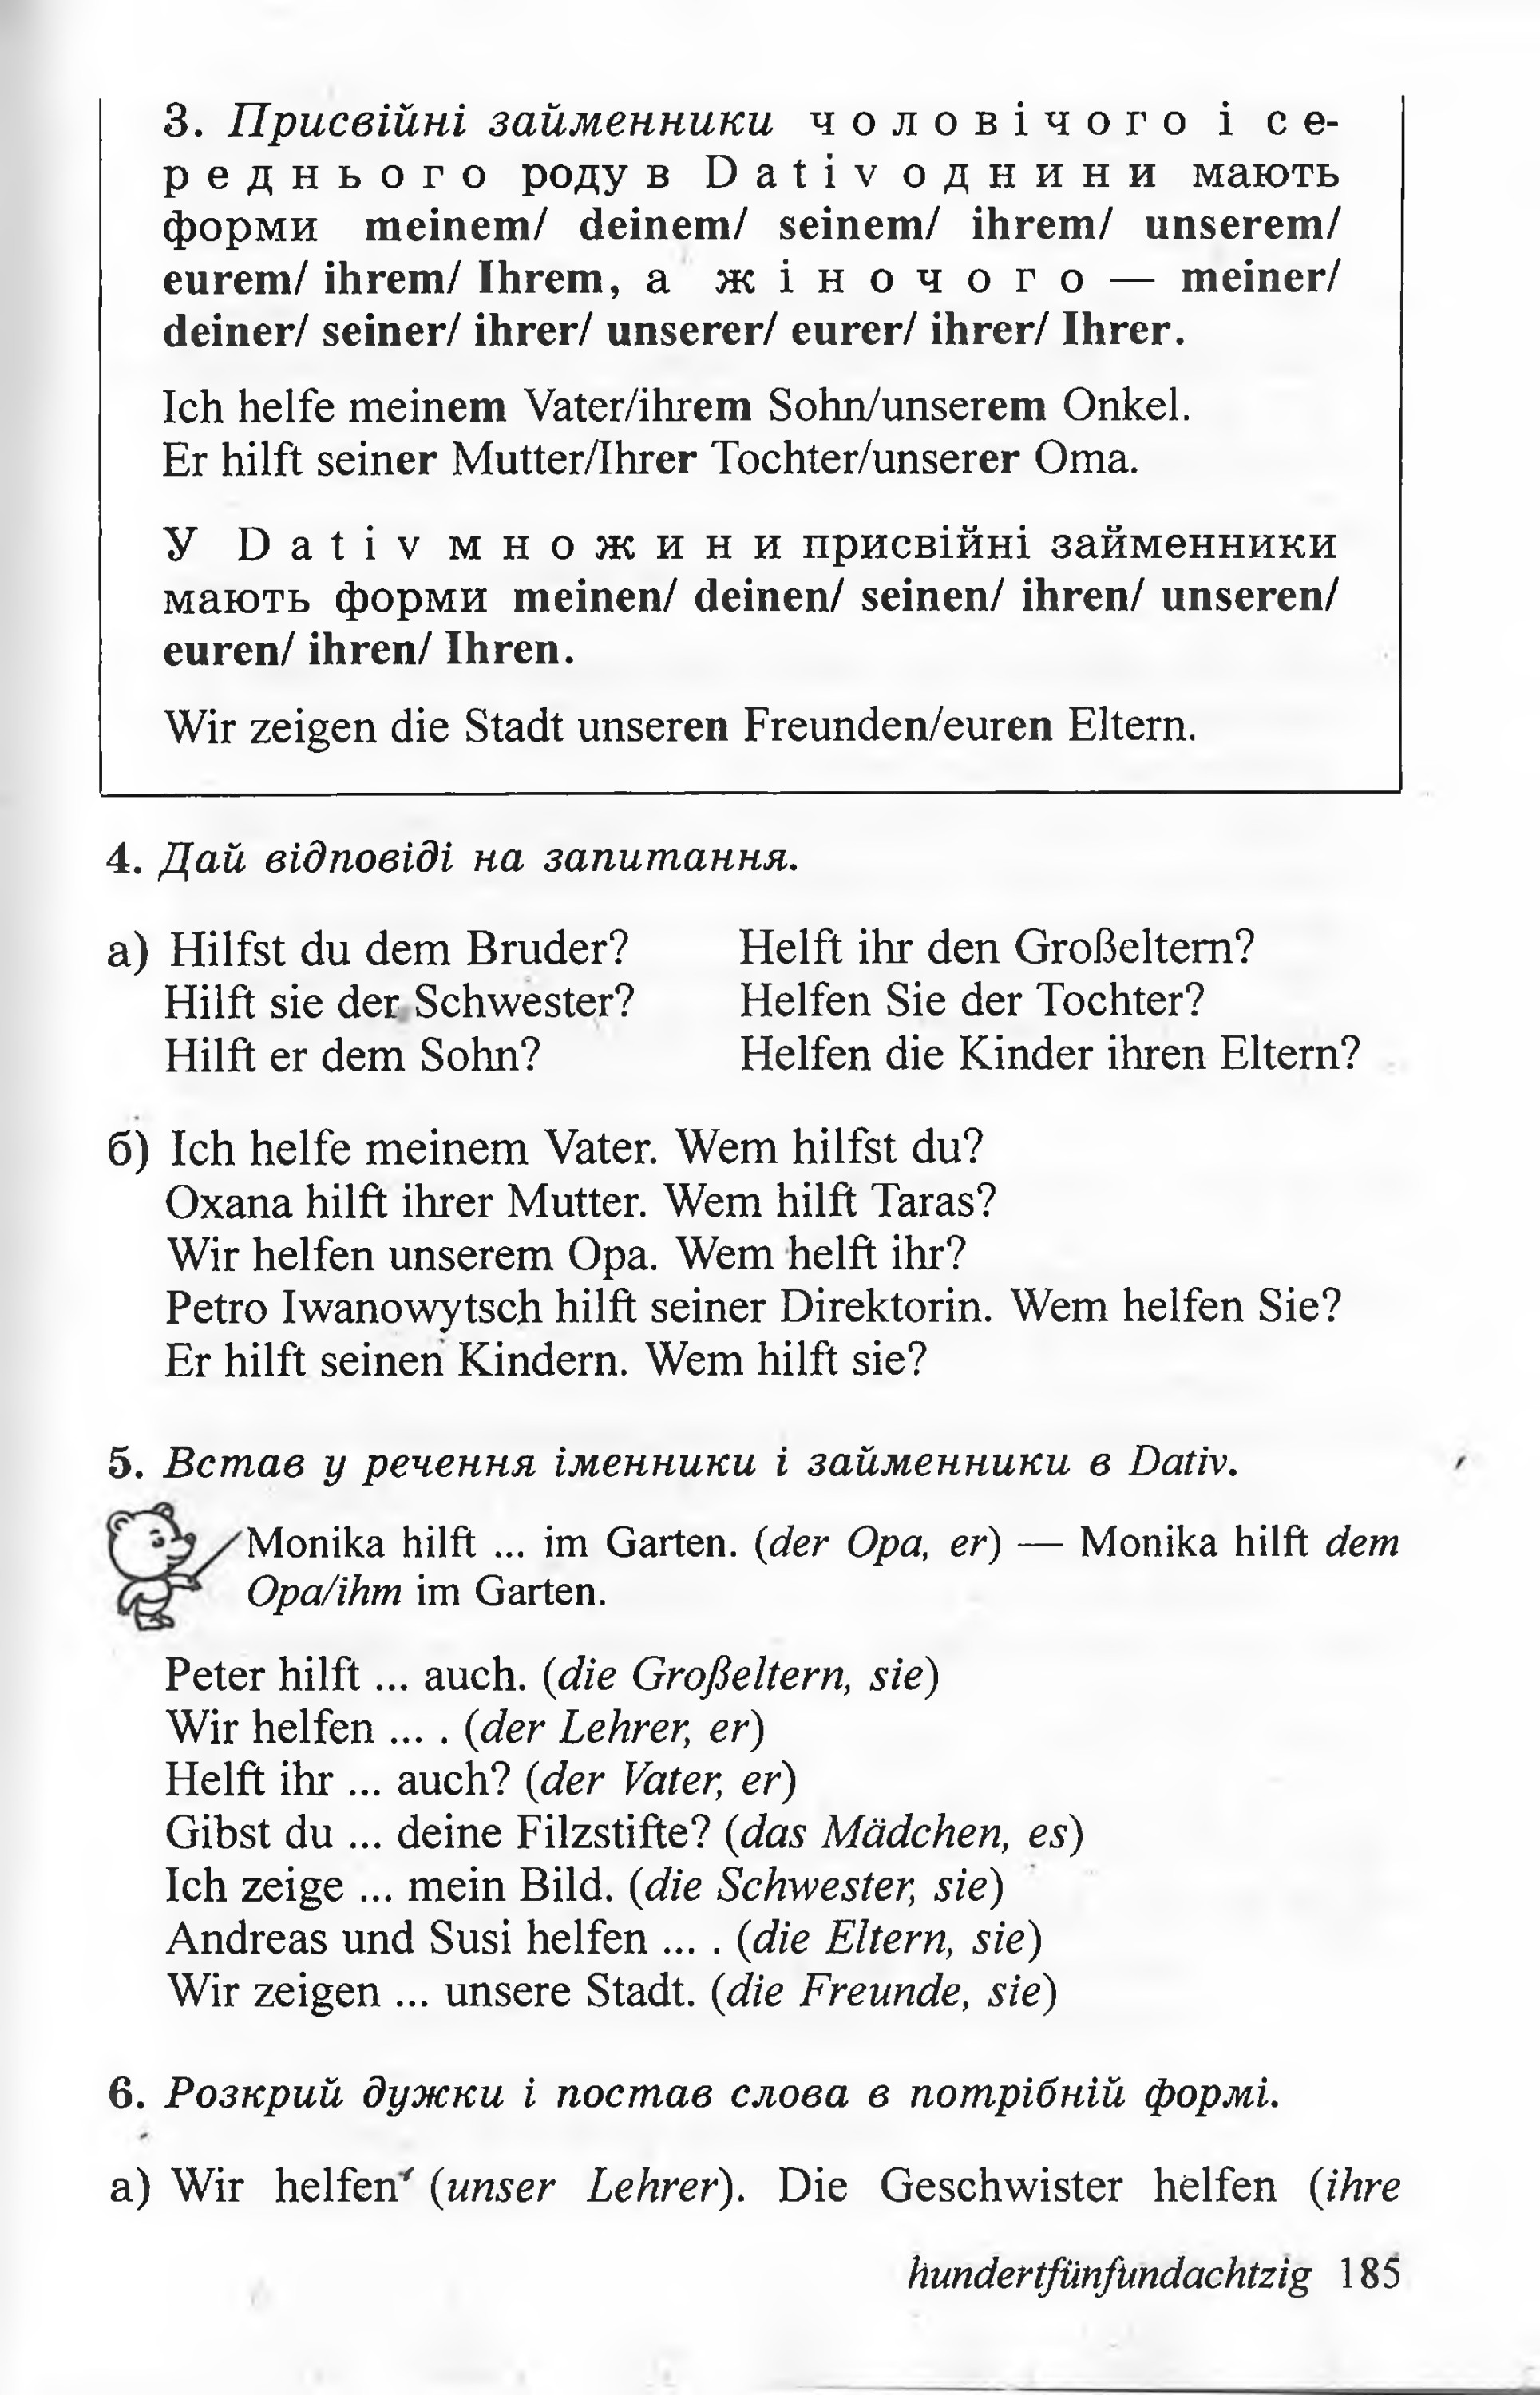 3. Присвійні займенники чоловічого і се-
реднього роду в Dativ однини мають
форми meinem/ deinem/ seinem/ ihrem/ unserem/
eurem/ ihrem/ Ihrem, а жіночого — meiner/
deiner/ seiner/ ihrer/ unserer/ eurer/ ihrer/ Ihrer.
Ich helfe meinem Vater/ihrem Sohn/unserem Onkel.
Er hilft seiner Mutter/Ihrer Tochter/unserer Oma.
У Dativ множини присвійні займенники
мають форми meinen/ deinen/ seinen/ ihren/ unseren/
euren/ ihren/ Ihren.
Wir zeigen die Stadt unseren Freunden/euren Eltern.
4. Дай відповіді на запитання.
а) Hilfst du dem Bruder?
Hilft sie der Schwester?
Hilft er dem Sohn?
Helft ihr den Großeltern?
Helfen Sie der Tochter?
Helfen die Kinder ihren Eltern?
б) Ich helfe meinem Vater. Wem hilfst du?
Oxana hilft ihrer Mutter. Wem hilft Taras?
Wir helfen unserem Opa. Wem helft ihr?
Petro Iwanowytsch hilft seiner Direktorin. Wem helfen Sie?
Er hilft seinen Kindern. Wem hilft sie?
5. Встав у речення іменники і займенники в Dativ.
Monika hilft ... im Garten. (der Opa, er) — Monika hilft dem
Opa/ihm im Garten.
Peter hilft ... auch. (die Großeltern, sie)
Wir helfen ... . (der Lehrer, er)
Helft ihr ... auch? (der Vater, er)
Gibst du ... deine Filzstifte? (das Mädchen, es)
Ich zeige ... mein Bild. (die Schwester, sie)
Andreas und Susi helfen ... . (die Eltern, sie)
Wir zeigen ... unsere Stadt. (die Freunde, sie)
6. Розкрий дужки і постав слова в потрібній формі.
а) Wir helfen (unser Lehrer). Die Geschwister helfen (ihre
hundertfünfundachtzig 185